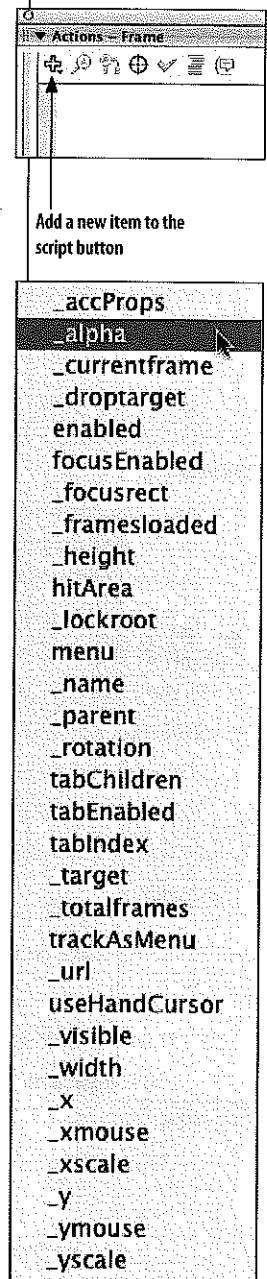 Actions – Frame
Add a new item to the
script button
_accProps
_alpha
_currentframe
_droptarget
enabled
focusEnabled
_focusrect
_framesloaded
_height
hitArea
_lockroot
menu
_name
_parent
_rotation
tabChildren
tabEnabled
tabIndex
_target
_totalframes
trackAsMenu
_url
useHandCursor
_visible
_width
_x
_xmouse
_xscale
_y
_ymouse
_yscale